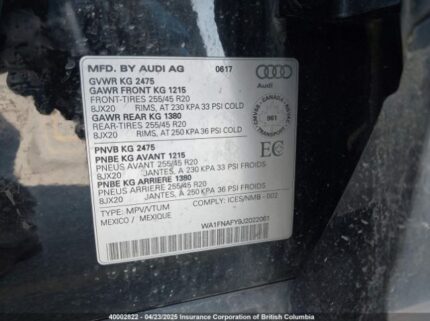 MFD. BY AUDI AG 0617
GVWR KG 2475
GAWR FRONT KG 1215
FRONT-TIRES 255/45 R20
8JX20 RIMS, AT 230 KPA 33 PSI COLD
GAWR REAR KG 1380
REAR-TIRES 255/45 R20
8JX20 RIMS, AT 250 KPA 36 PSI COLD
Audi
CANADA
961
EC
PNVB KG 2475
PNBE KG AVANT 1215
PNEUS AVANT 255/45 R20
8JX20 JANTES, A 230 KPA 33 PSI FROIDS
PNBE KG ARRIERE 1380
PNEUS ARRIERE 255/45 R20
8JX20 JANTES, A 250 KPA 36 PSI FROIDS
TYPE: MPV/VTUM COMPLY: ICES/NMB - 002
MEXICO / MEXIQUE
WA1FNAFY9J2022061
40002622 — 04/23/2025 Insurance Corporation of
British Columbia